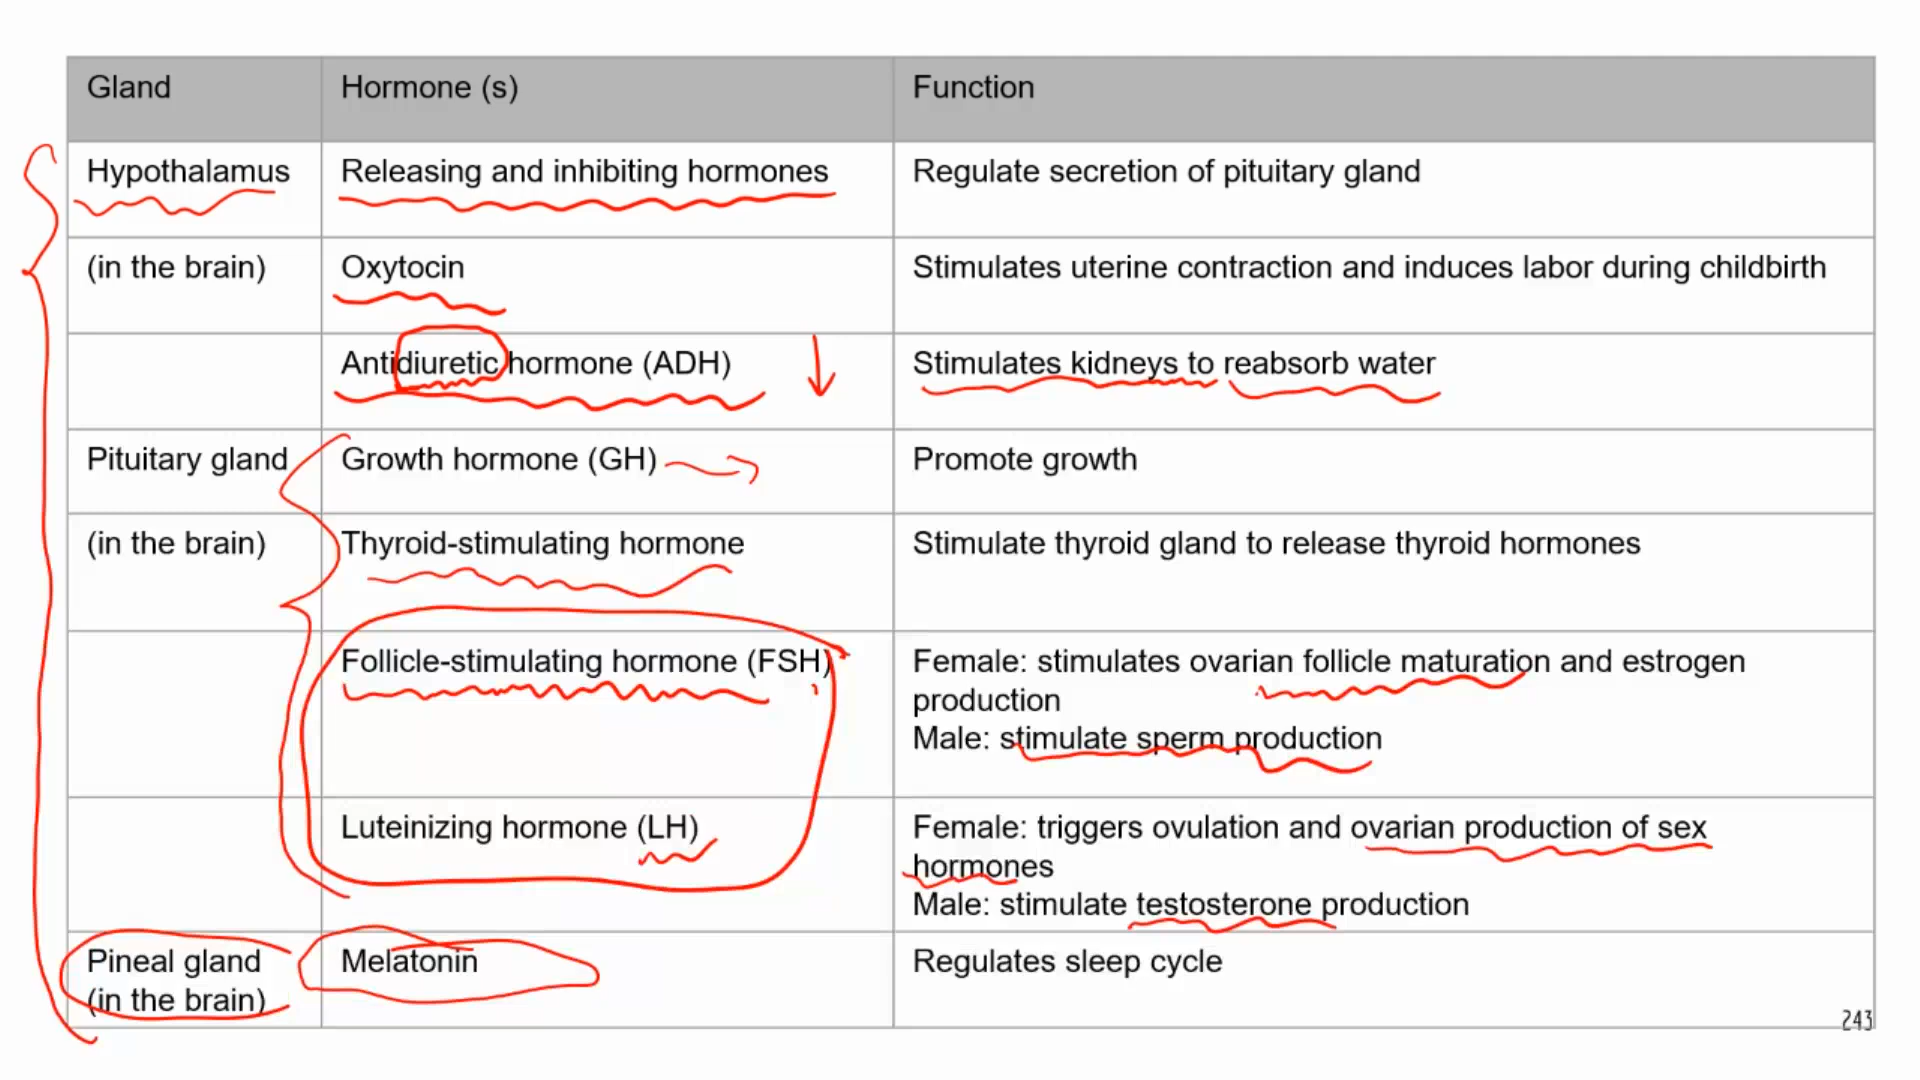 Gland Hormone (s) Function
Hypothalamus Releasing and inhibiting hormones Regulate secretion of pituitary gland
(in the brain) Oxytocin Stimulates uterine contraction and induces labor during childbirth
Antidiuretic hormone (ADH) Stimulates kidneys to reabsorb water
Pituitary gland Growth hormone (GH) Promote growth
(in the brain) Thyroid-stimulating hormone Stimulate thyroid gland to release thyroid hormones
Follicle-stimulating hormone (FSH) Female: stimulates ovarian follicle maturation and estrogen
production
Male: stimulate sperm production
Luteinizing hormone (LH) Female: triggers ovulation and ovarian production of sex
hormones
Male: stimulate testosterone production
Pineal gland Melatonin Regulates sleep cycle
(in the brain)
243